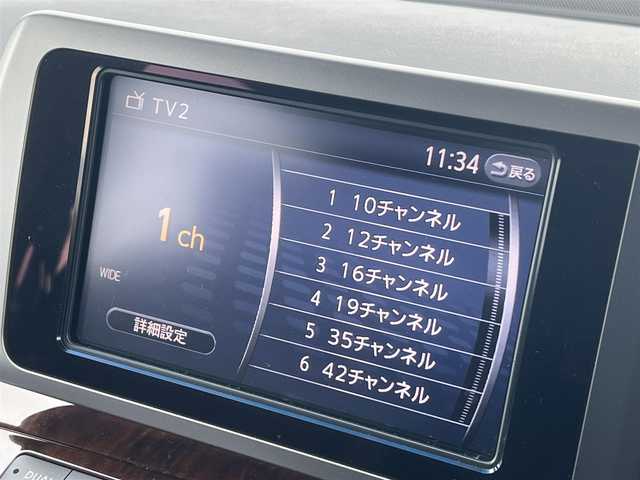 TV2
11:34
戻る
1 10チャンネル
2 12チャンネル
3 16チャンネル
4 19チャンネル
5 35チャンネル
6 42チャンネル
1 ch
WIDE
詳細設定
DUAL